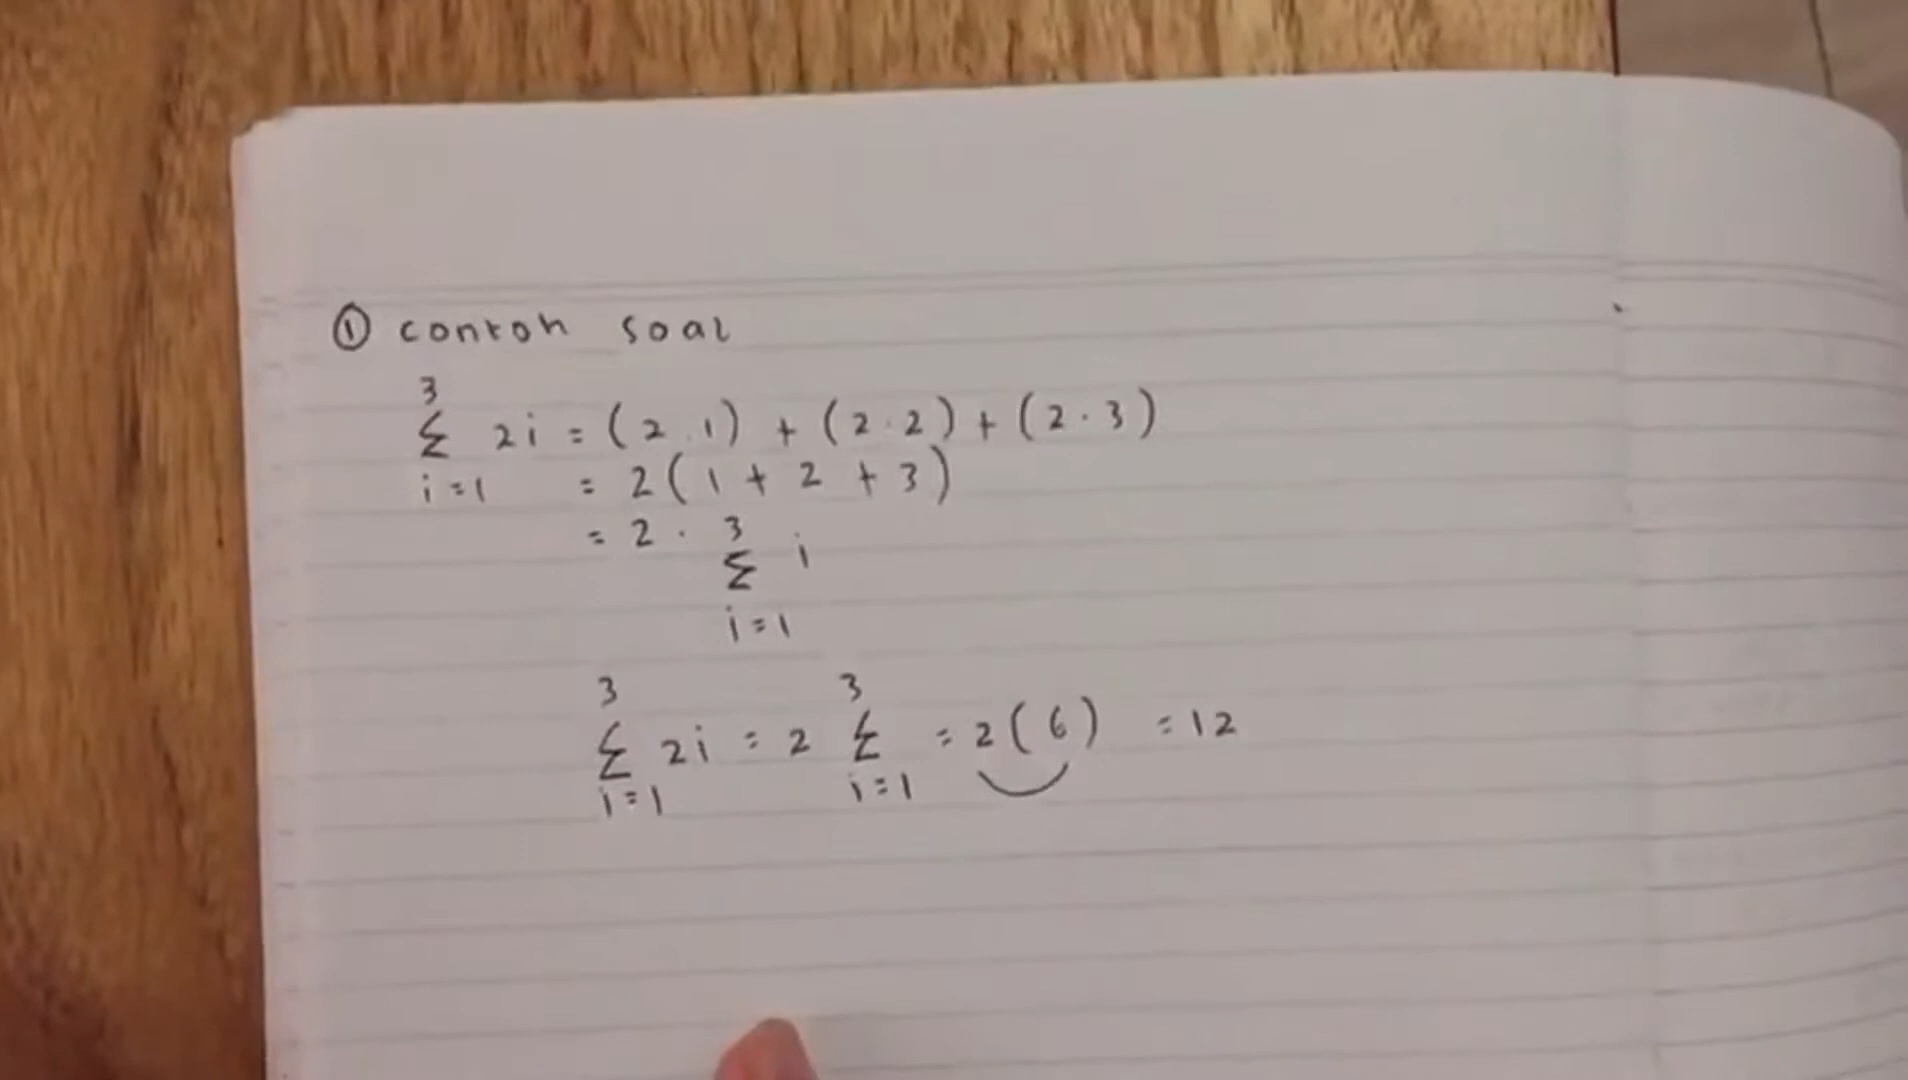 ① contoh soal
3
Σ 2i = (2.1) + (2.2) + (2.3)
i=1 = 2(1 + 2 + 3)
= 2 . 3
Σ i
i=1
3 3
Σ 2i = 2 Σ = 2(6) = 12
i=1 i=1